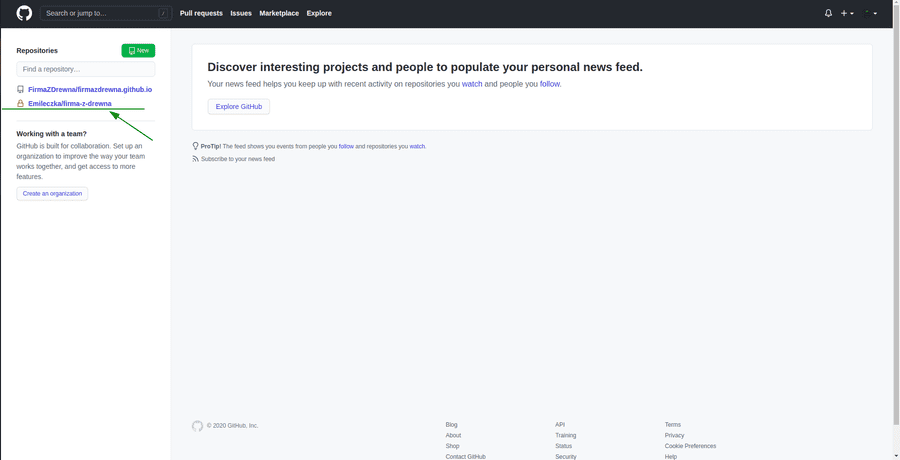 Search or jump to…
/
Pull requests
Issues
Marketplace
Explore
Repositories
New
Find a repository…
FirmaZDrewna/firmazdrewna.github.io
Emileczka/firma-z-drewna
Working with a team?
GitHub is built for collaboration. Set up an
organization to improve the way your team
works together, and get access to more
features.
Create an organization
Discover interesting projects and people to populate your personal news feed.
Your news feed helps you keep up with recent activity on repositories you watch and people you follow.
Explore GitHub
ProTip! The feed shows you events from people you follow and repositories you watch.
Subscribe to your news feed
© 2020 GitHub, Inc.
Blog
About
Shop
Contact GitHub
API
Training
Status
Security
Terms
Privacy
Cookie Preferences
Help